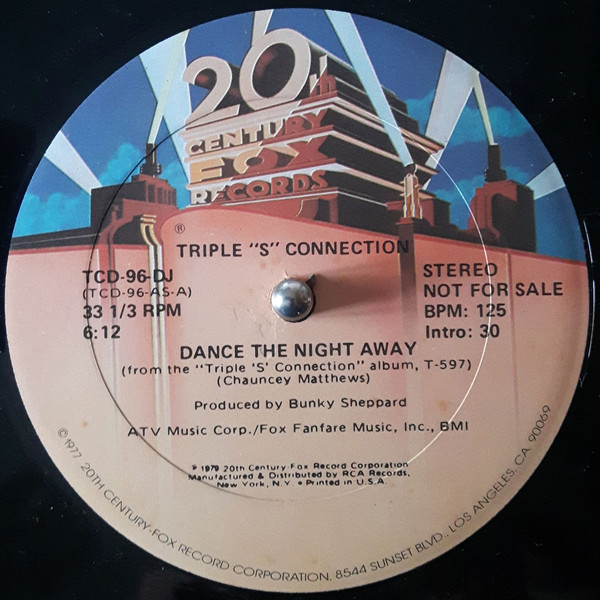 20th
CENTURY
FOX
RECORDS
®
TRIPLE "S" CONNECTION
TCD-96-DJ
(TCD-96-AS-A)
33 1/3 RPM
6:12
STEREO
NOT FOR SALE
BPM: 125
Intro: 30
DANCE THE NIGHT AWAY
(from the "Triple 'S' Connection" album, T-597)
(Chauncey Matthews)
Produced by Bunky Sheppard
ATV Music Corp./Fox Fanfare Music, Inc., BMI
℗ 1979 20th Century-Fox Record Corporation
Manufactured & Distributed by RCA Records,
New York, N.Y. • Printed in U.S.A.
© 1977 20TH CENTURY-FOX RECORD CORPORATION, 8544 SUNSET BLVD., LOS ANGELES, CA. 90069